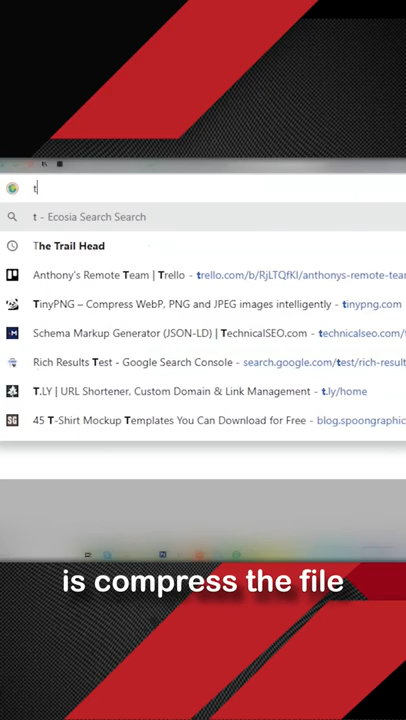 t
t - Ecosia Search Search
The Trail Head
Anthony's Remote Team | Trello - trello.com/b/RjLTQfKI/anthonys-remote-tear
TinyPNG – Compress WebP, PNG and JPEG images intelligently - tinypng.com
Schema Markup Generator (JSON-LD) | TechnicalSEO.com - technicalseo.com/t
Rich Results Test - Google Search Console - search.google.com/test/rich-result
T.LY | URL Shortener, Custom Domain & Link Management - t.ly/home
45 T-Shirt Mockup Templates You Can Download for Free - blog.spoongraphic
is compress the file